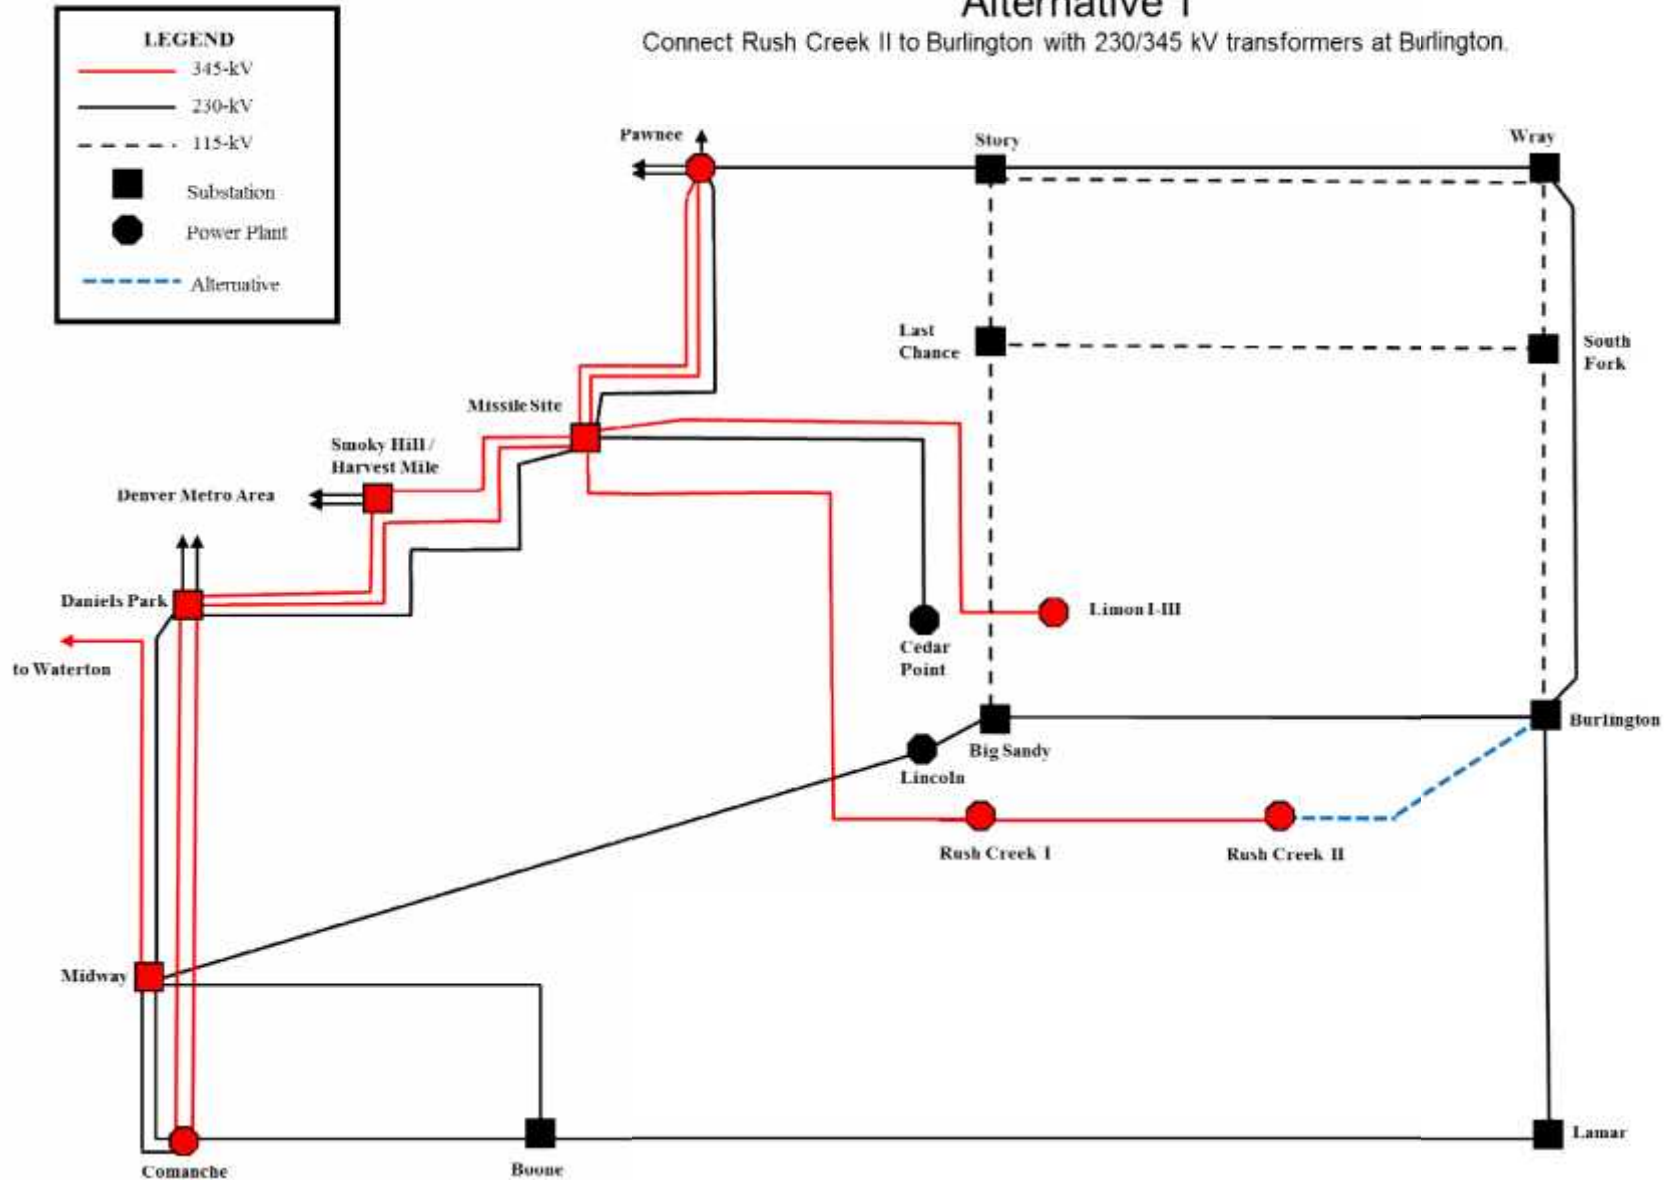 Alternative 1
Connect Rush Creek II to Burlington with 230/345 kV transformers at Burlington.
LEGEND
345-kV
230-kV
115-kV
Substation
Power Plant
Alternative
Pawnee
Story
Wray
Last
Chance
South
Fork
Missile Site
Smoky Hill /
Harvest Mile
Denver Metro Area
Daniels Park
to Waterton
Limon I-III
Cedar
Point
Big Sandy
Burlington
Lincoln
Rush Creek I
Rush Creek II
Midway
Comanche
Boone
Lamar